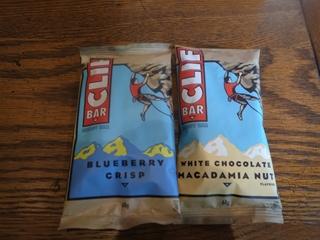 CLIF
BAR
BLUEBERRY
CRISP
CLIF
BAR
WHITE CHOCOLATE
MACADAMIA NUT